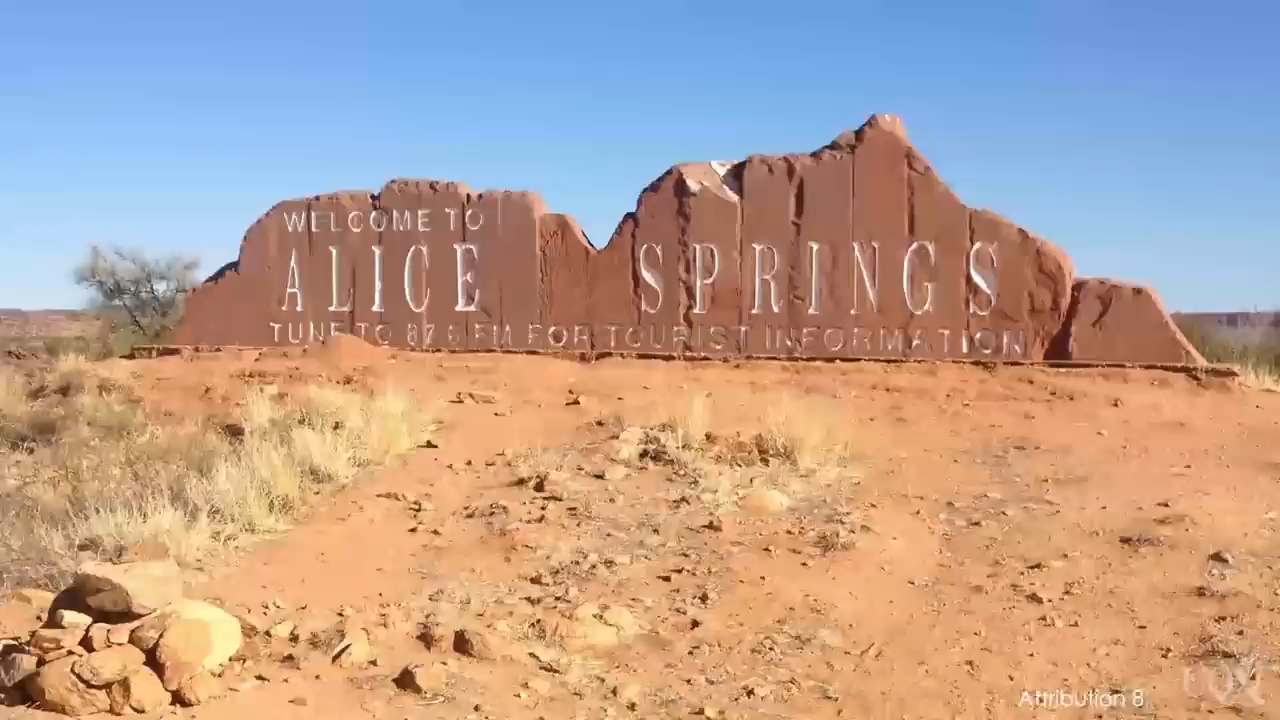 WELCOME TO
ALICE SPRINGS
TUNE TO 87.6 FM FOR TOURIST INFORMATION
Attribution 8